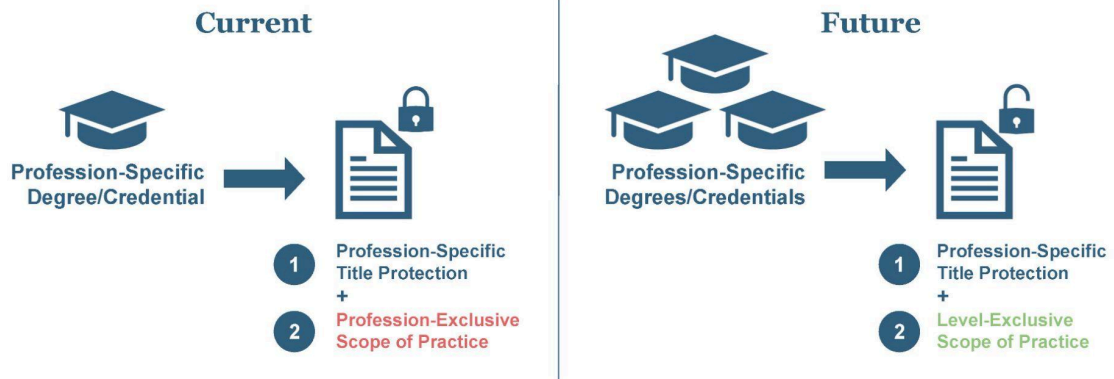 Current
Profession-Specific
Degree/Credential
1
Profession-Specific
Title Protection
+
2
Profession-Exclusive
Scope of Practice
Future
Profession-Specific
Degrees/Credentials
1
Profession-Specific
Title Protection
+
2
Level-Exclusive
Scope of Practice